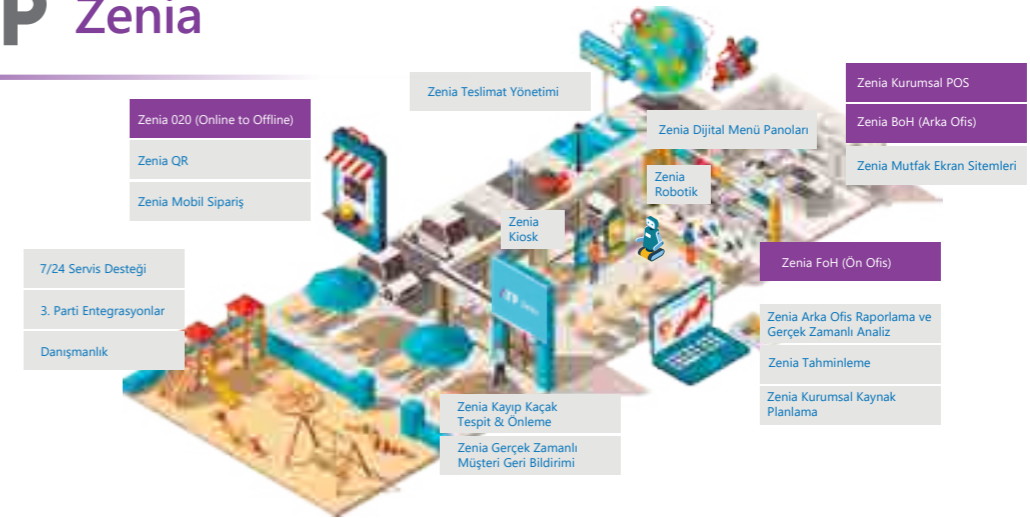 P Zenia
Zenia Teslimat Yönetimi
Zenia Kurumsal POS
Zenia BoH (Arka Ofis)
Zenia Mutfak Ekran Sitemleri
Zenia 020 (Online to Offline)
Zenia QR
Zenia Mobil Sipariş
Zenia Dijital Menü Panoları
Zenia
Robotik
Zenia
Kiosk
7/24 Servis Desteği
3. Parti Entegrasyonlar
Danışmanlık
Zenia FoH (Ön Ofis)
Zenia Arka Ofis Raporlama ve
Gerçek Zamanlı Analiz
Zenia Tahminleme
Zenia Kurumsal Kaynak
Planlama
Zenia Kayıp Kaçak
Tespit & Önleme
Zenia Gerçek Zamanlı
Müşteri Geri Bildirimi